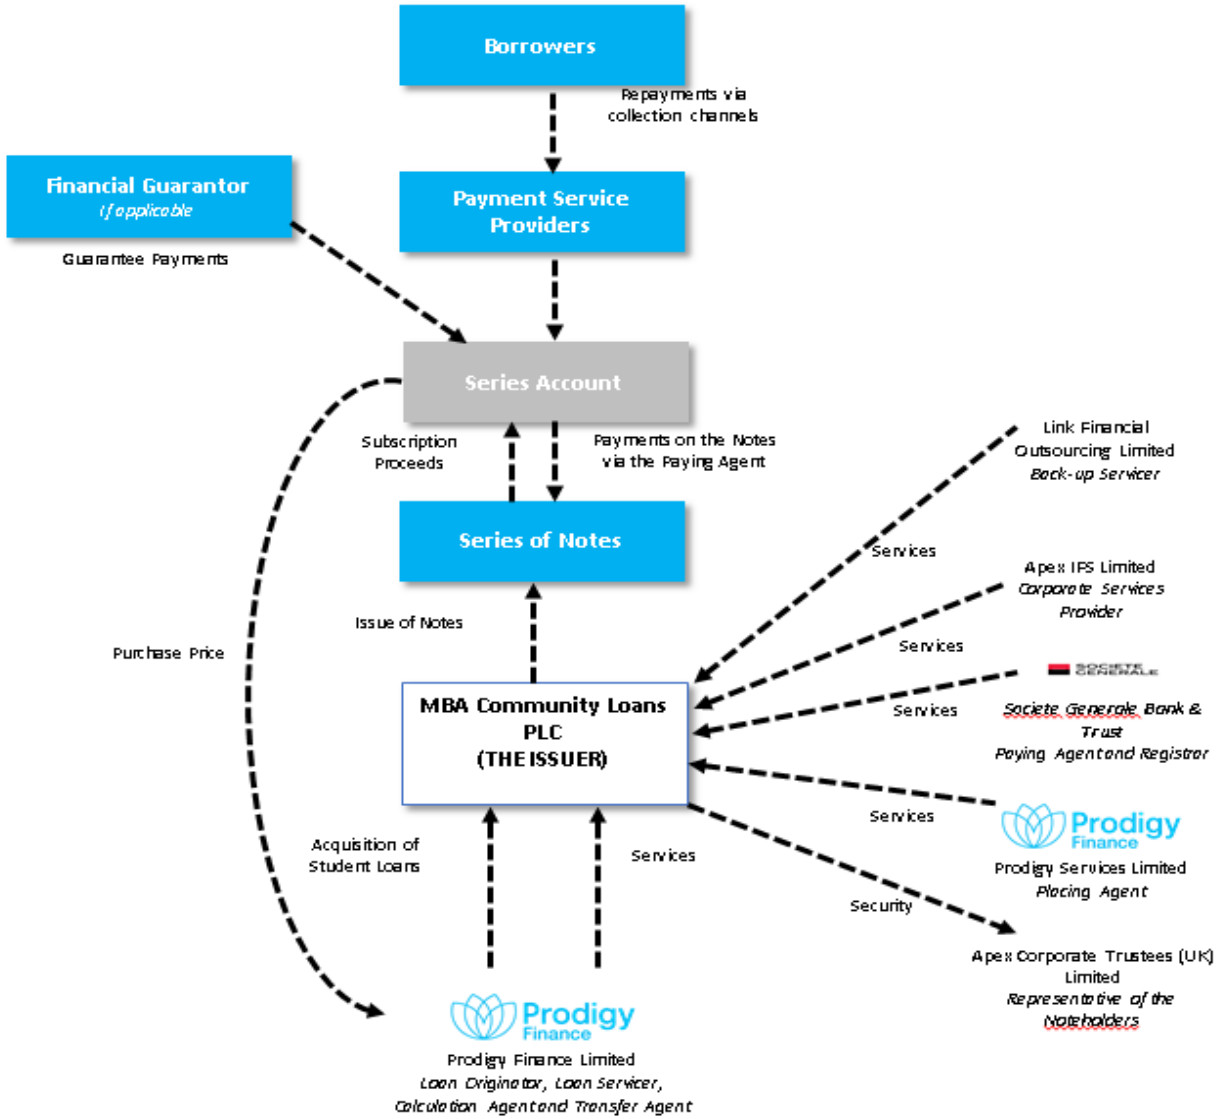 Borrowers
Repayments via
collection channels
Financial Guarantor
If applicable
Guarantee Payments
Payment Service
Providers
Series Account
Subscription
Proceeds
Payments on the Notes
via the Paying Agent
Link Financial
Outsourcing Limited
Back-up Servicer
Series of Notes
Services
Apex IFS Limited
Corporate Services
Provider
Issue of Notes
Purchase Price
Services
SOCIETE
GENERALE
MBA Community Loans
PLC
(THE ISSUER)
Services
Societe Generale Bank &
Trust
Paying Agent and Registrar
Services
Prodigy
Finance
Prodigy Services Limited
Placing Agent
Acquisition of
Student Loans
Services
Security
Apex Corporate Trustees (UK)
Limited
Representative of the
Noteholders
Prodigy
Finance
Prodigy Finance Limited
Loan Originator, Loan Servicer,
Calculation Agent and Transfer Agent